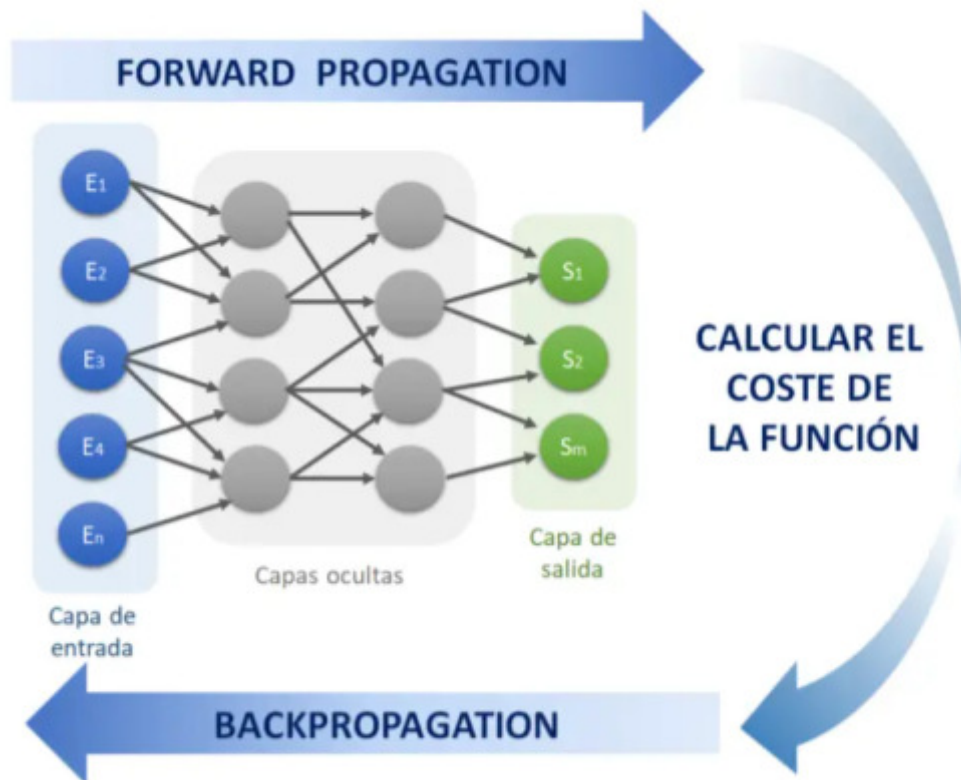 FORWARD PROPAGATION
E1
E2
E3
E4
En
S1
S2
Sm
Capa de
entrada
Capas ocultas
Capa de
salida
CALCULAR EL
COSTE DE
LA FUNCIÓN
BACKPROPAGATION